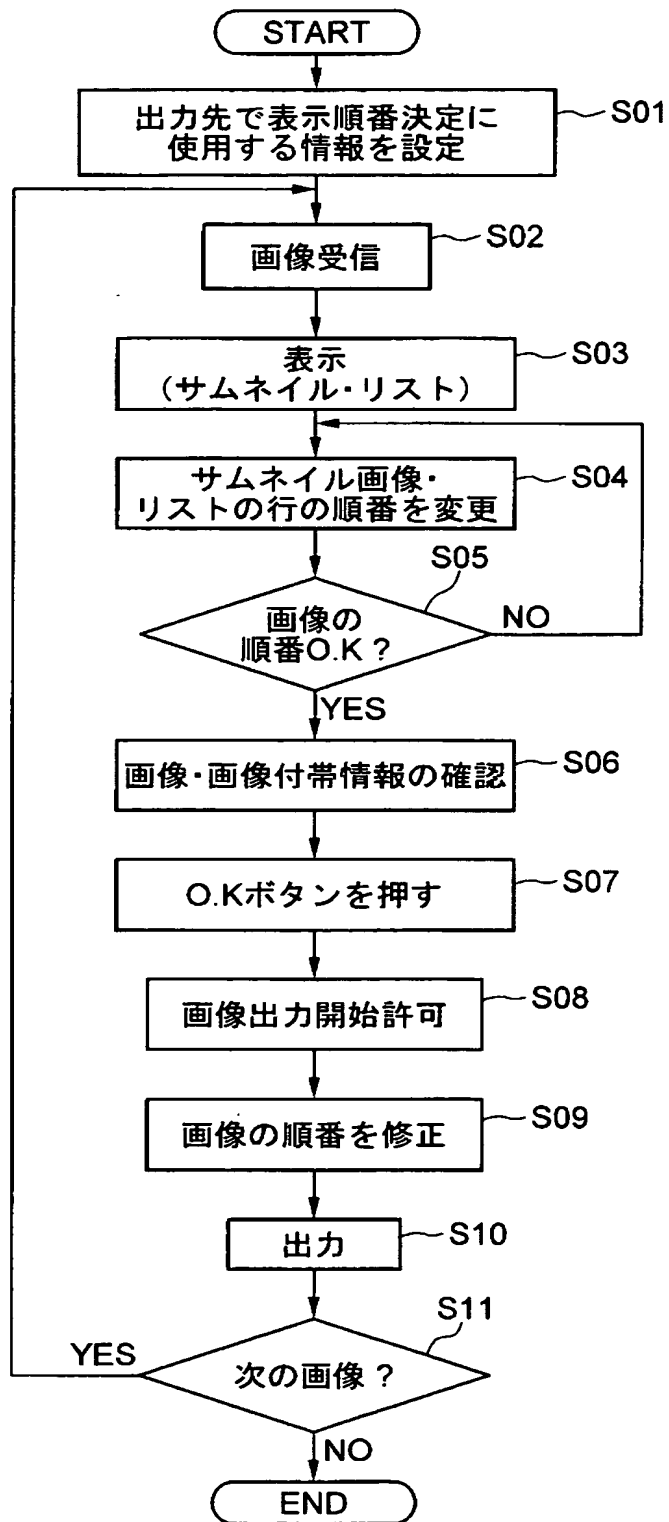 START
出力先で表示順番決定に
使用する情報を設定
S01
画像受信
S02
表示
(サムネイル・リスト)
S03
サムネイル画像・
リストの行の順番を変更
S04
S05
画像の
順番O.K?
NO
YES
画像・画像付帯情報の確認
S06
O.Kボタンを押す
S07
画像出力開始許可
S08
画像の順番を修正
S09
出力
S10
S11
YES
次の画像?
NO
END